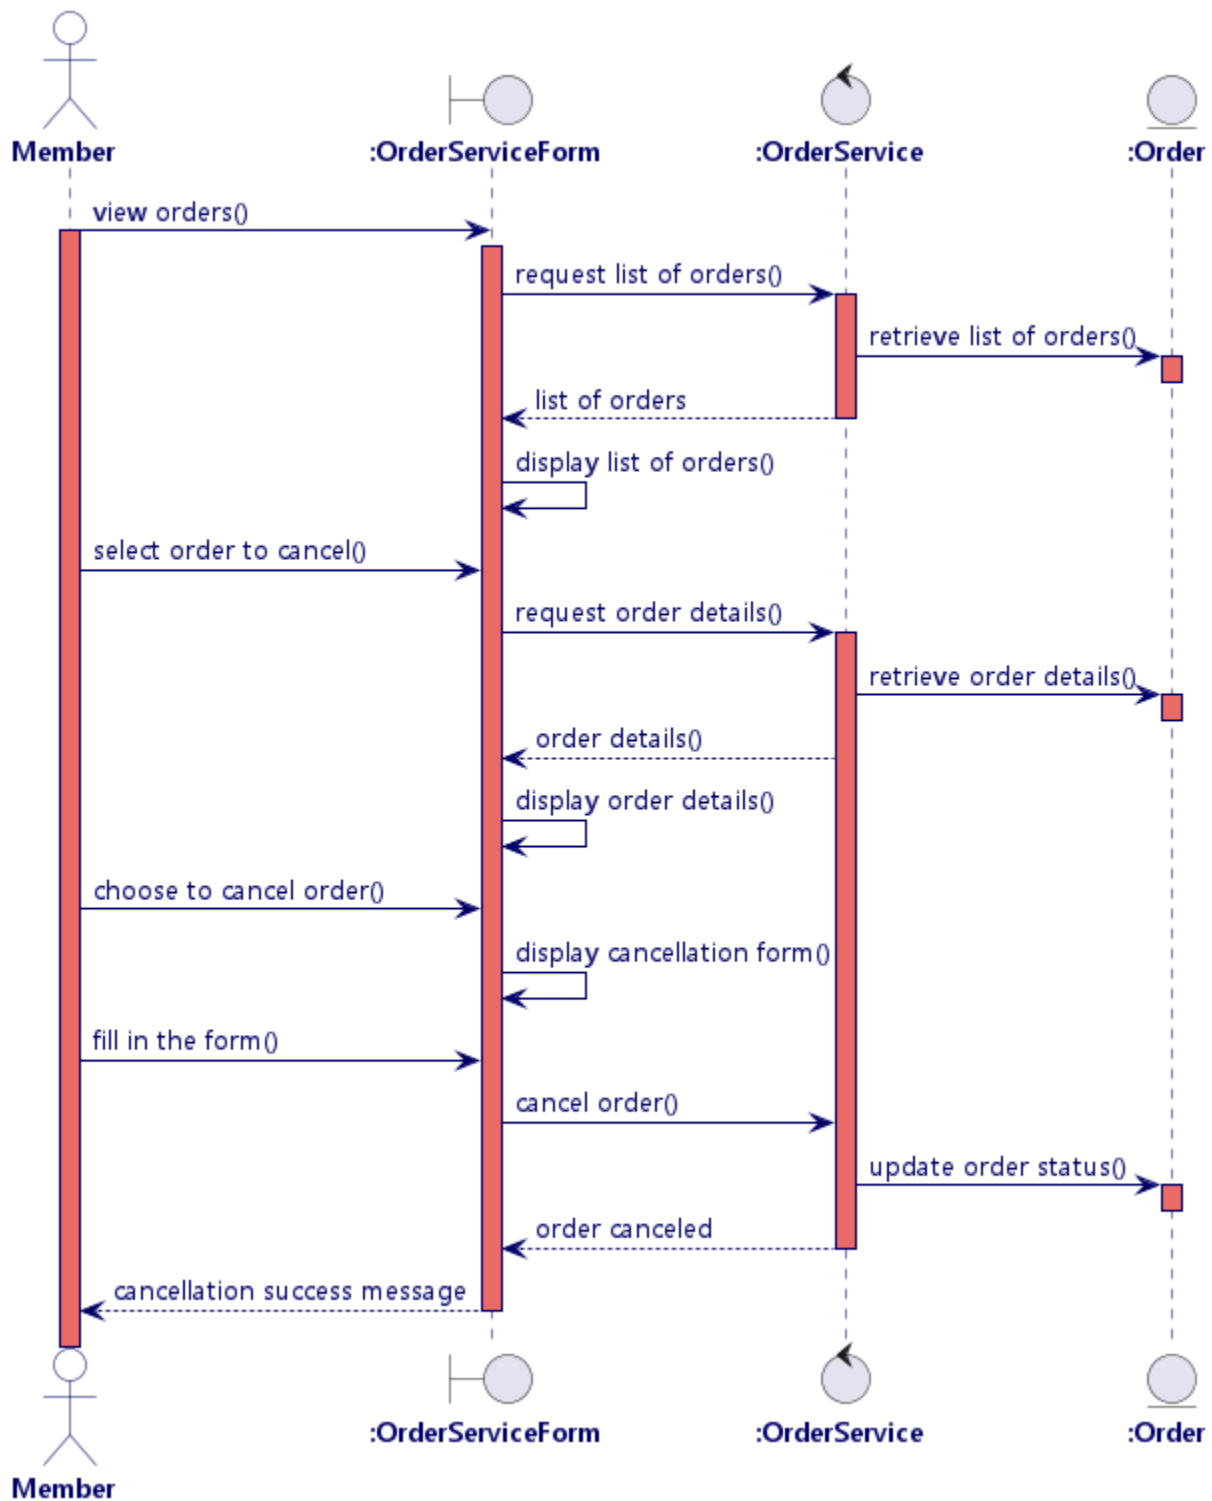 Member
:OrderServiceForm
:OrderService
:Order
view orders()
request list of orders()
retrieve list of orders()
list of orders
display list of orders()
select order to cancel()
request order details()
retrieve order details()
order details()
display order details()
choose to cancel order()
display cancellation form()
fill in the form()
cancel order()
update order status()
order canceled
cancellation success message
:OrderServiceForm
:OrderService
:Order
Member